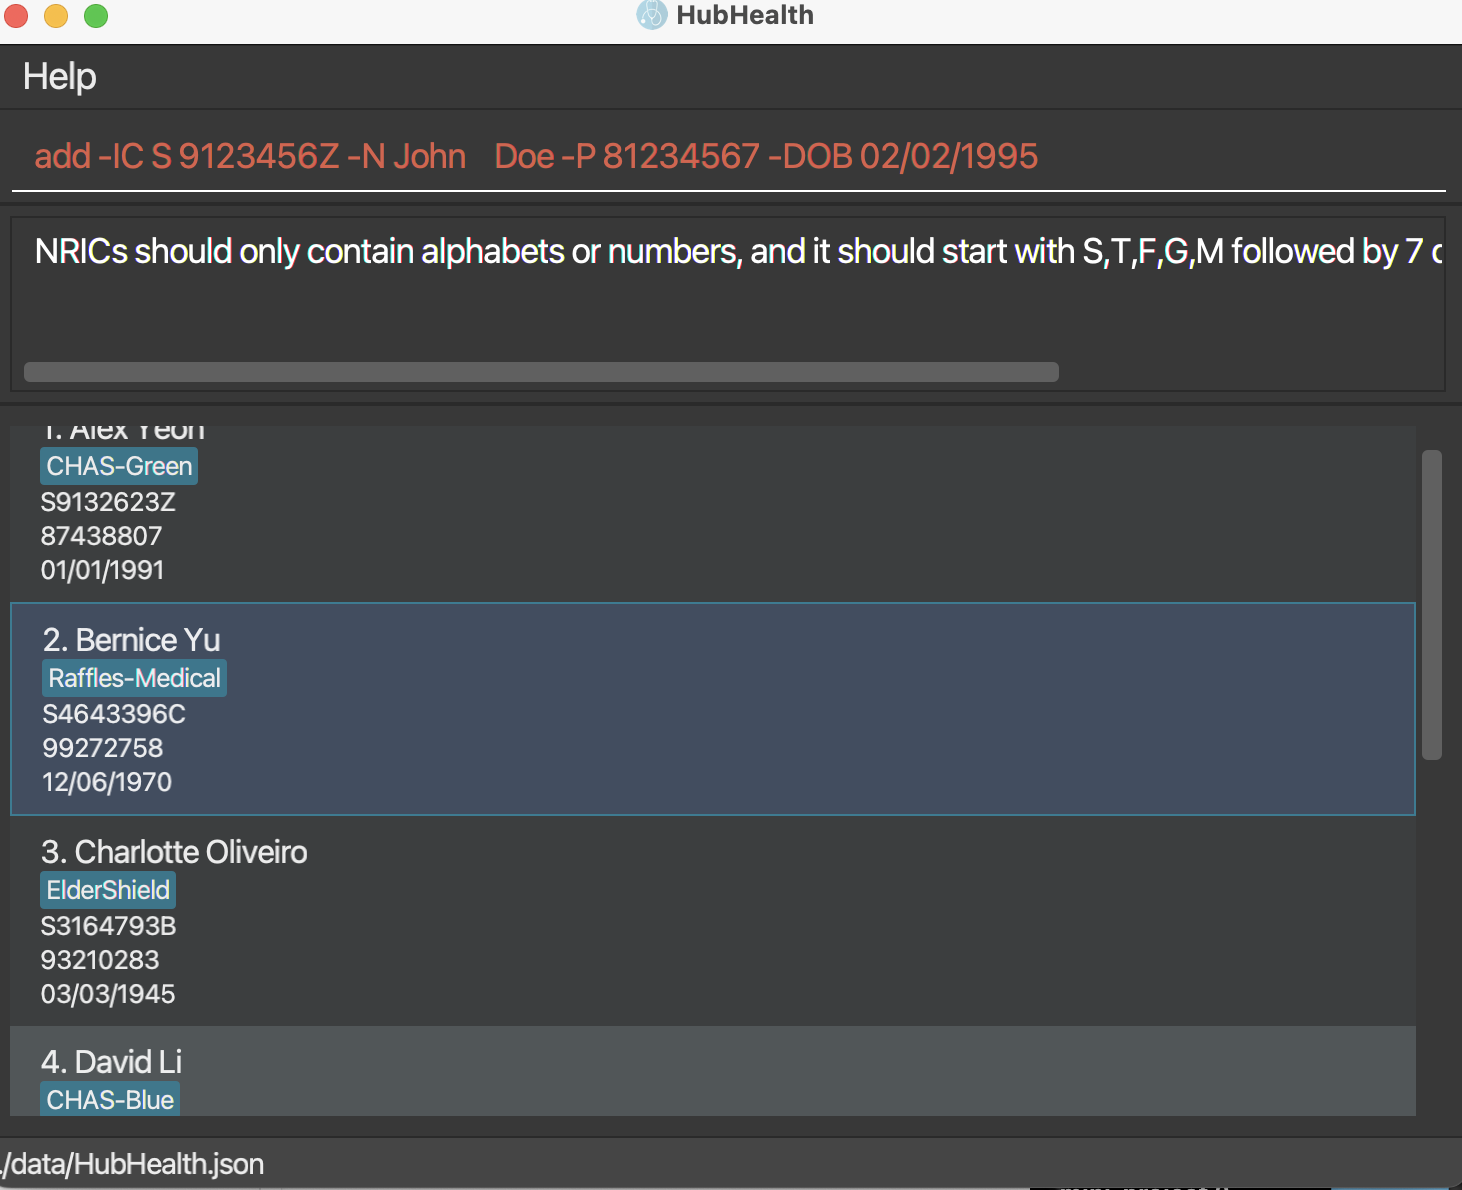 HubHealth
Help
add -IC S 9123456Z -N John   Doe -P 81234567 -DOB 02/02/1995
NRICs should only contain alphabets or numbers, and it should start with S,T,F,G,M followed by 7
1. Alex Yeoh
CHAS-Green
S9132623Z
87438807
01/01/1991
2. Bernice Yu
Raffles-Medical
S4643396C
99272758
12/06/1970
3. Charlotte Oliveiro
ElderShield
S3164793B
93210283
03/03/1945
4. David Li
CHAS-Blue
./data/HubHealth.json